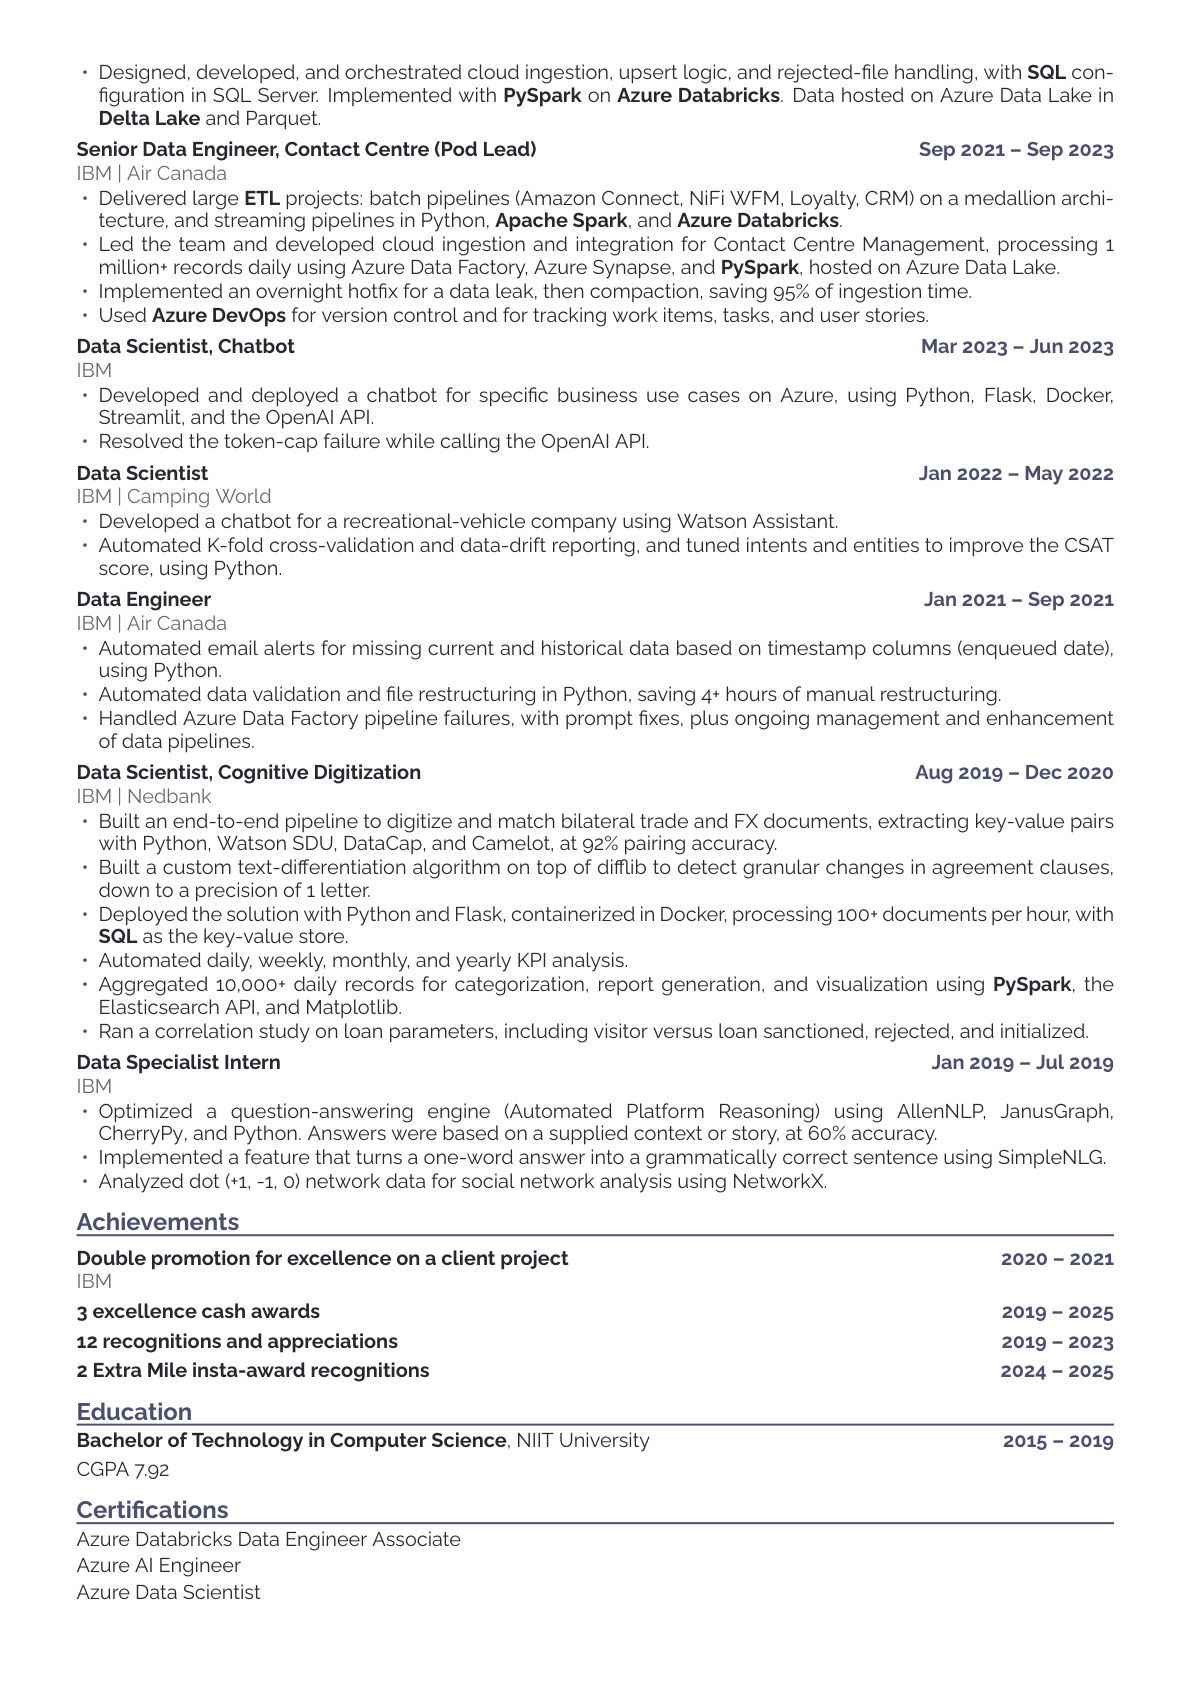 • Designed, developed, and orchestrated cloud ingestion, upsert logic, and rejected-file handling, with SQL con-
figuration in SQL Server. Implemented with PySpark on Azure Databricks. Data hosted on Azure Data Lake in
Delta Lake and Parquet.
Senior Data Engineer, Contact Centre (Pod Lead) Sep 2021 – Sep 2023
IBM | Air Canada
• Delivered large ETL projects: batch pipelines (Amazon Connect, NiFi WFM, Loyalty, CRM) on a medallion archi-
tecture, and streaming pipelines in Python, Apache Spark, and Azure Databricks.
• Led the team and developed cloud ingestion and integration for Contact Centre Management, processing 1
million+ records daily using Azure Data Factory, Azure Synapse, and PySpark, hosted on Azure Data Lake.
• Implemented an overnight hotfix for a data leak, then compaction, saving 95% of ingestion time.
• Used Azure DevOps for version control and for tracking work items, tasks, and user stories.
Data Scientist, Chatbot Mar 2023 – Jun 2023
IBM
• Developed and deployed a chatbot for specific business use cases on Azure, using Python, Flask, Docker,
Streamlit, and the OpenAI API.
• Resolved the token-cap failure while calling the OpenAI API.
Data Scientist Jan 2022 – May 2022
IBM | Camping World
• Developed a chatbot for a recreational-vehicle company using Watson Assistant.
• Automated K-fold cross-validation and data-drift reporting, and tuned intents and entities to improve the CSAT
score, using Python.
Data Engineer Jan 2021 – Sep 2021
IBM | Air Canada
• Automated email alerts for missing current and historical data based on timestamp columns (enqueued date),
using Python.
• Automated data validation and file restructuring in Python, saving 4+ hours of manual restructuring.
• Handled Azure Data Factory pipeline failures, with prompt fixes, plus ongoing management and enhancement
of data pipelines.
Data Scientist, Cognitive Digitization Aug 2019 – Dec 2020
IBM | Nedbank
• Built an end-to-end pipeline to digitize and match bilateral trade and FX documents, extracting key-value pairs
with Python, Watson SDU, DataCap, and Camelot, at 92% pairing accuracy.
• Built a custom text-differentiation algorithm on top of difflib to detect granular changes in agreement clauses,
down to a precision of 1 letter.
• Deployed the solution with Python and Flask, containerized in Docker, processing 100+ documents per hour, with
SQL as the key-value store.
• Automated daily, weekly, monthly, and yearly KPI analysis.
• Aggregated 10,000+ daily records for categorization, report generation, and visualization using PySpark, the
Elasticsearch API, and Matplotlib.
• Ran a correlation study on loan parameters, including visitor versus loan sanctioned, rejected, and initialized.
Data Specialist Intern Jan 2019 – Jul 2019
IBM
• Optimized a question-answering engine (Automated Platform Reasoning) using AllenNLP, JanusGraph,
CherryPy, and Python. Answers were based on a supplied context or story, at 60% accuracy.
• Implemented a feature that turns a one-word answer into a grammatically correct sentence using SimpleNLG.
• Analyzed dot (+1, -1, 0) network data for social network analysis using NetworkX.
Achievements
Double promotion for excellence on a client project 2020 – 2021
IBM
3 excellence cash awards 2019 – 2025
12 recognitions and appreciations 2019 – 2023
2 Extra Mile insta-award recognitions 2024 – 2025
Education
Bachelor of Technology in Computer Science, NIIT University 2015 – 2019
CGPA 7.92
Certifications
Azure Databricks Data Engineer Associate
Azure AI Engineer
Azure Data Scientist